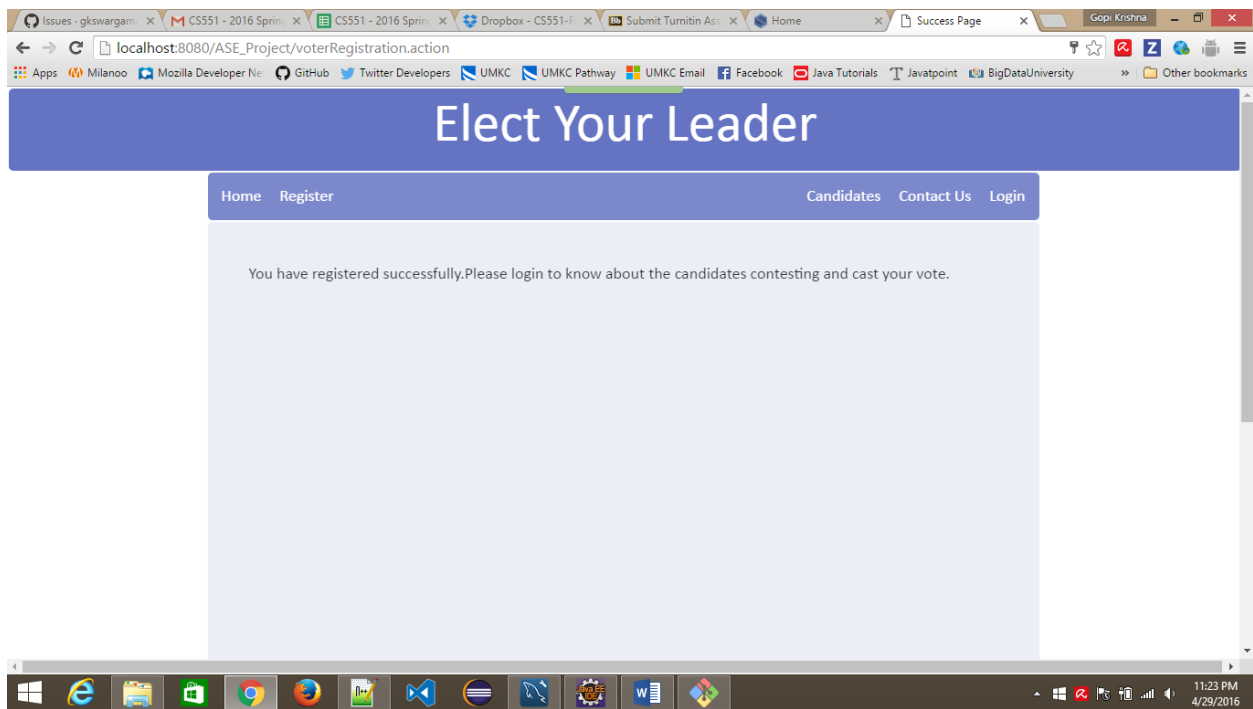 Issues - gkswargam
CS551 - 2016 Spring
CS551 - 2016 Spring
Dropbox - CS551-F
Bb Submit Turnitin Ass
Home
Success Page
Gopi Krishna
localhost:8080/ASE_Project/voterRegistration.action
Apps Milanoo Mozilla Developer Ne GitHub Twitter Developers UMKC UMKC Pathway UMKC Email Facebook Java Tutorials Javatpoint BigDataUniversity » Other bookmarks
Elect Your Leader
Home Register Candidates Contact Us Login
You have registered successfully.Please login to know about the candidates contesting and cast your vote.
11:23 PM
4/29/2016